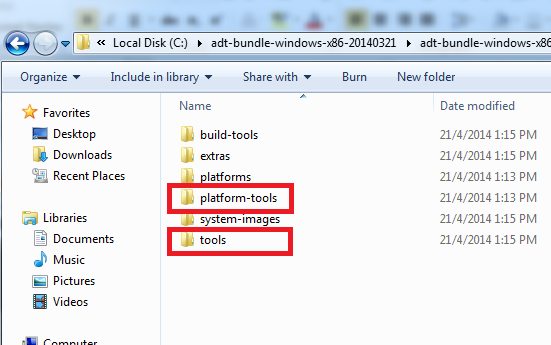 « Local Disk (C:) ▸ adt-bundle-windows-x86-20140321 ▸ adt-bundle-windows-x86
Organize Include in library Share with Burn New folder
Name Date modified
Favorites
Desktop
Downloads
Recent Places
Libraries
Documents
Music
Pictures
Videos
Computer
build-tools 21/4/2014 1:15 PM
extras 21/4/2014 1:15 PM
platforms 21/4/2014 1:13 PM
platform-tools 21/4/2014 1:13 PM
system-images 21/4/2014 1:15 PM
tools 21/4/2014 1:15 PM